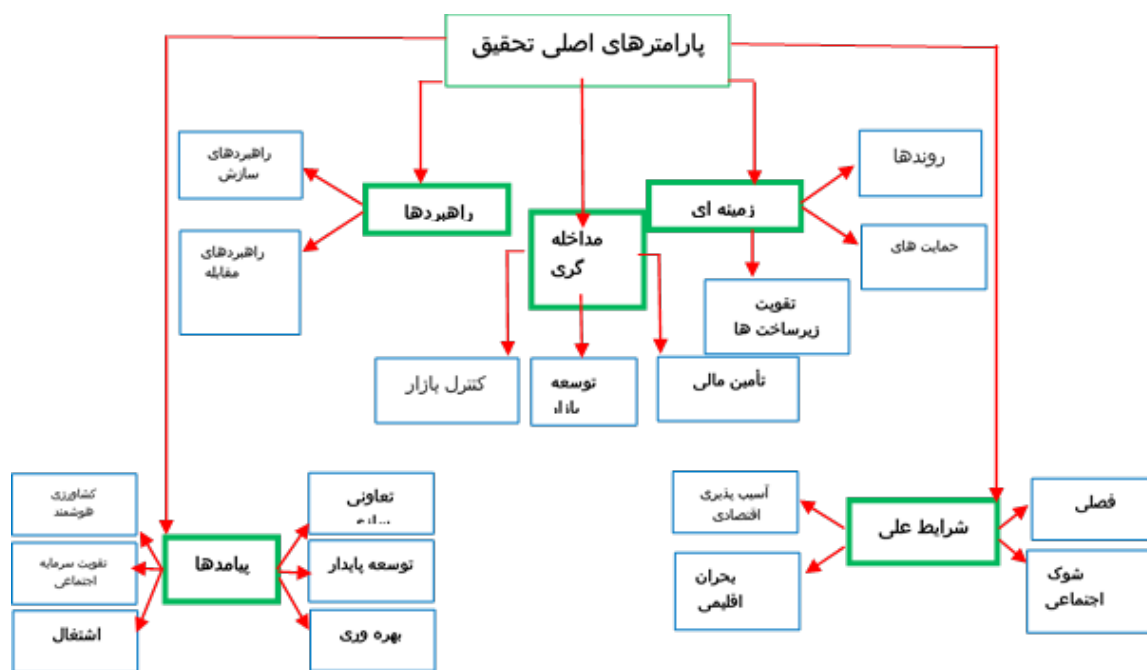 پارامترهای اصلی تحقیق
روندها
زمینه ای
حمایت های
تقویت
زیرساخت ها
مداخله
گری
تأمین مالی
توسعه
بازار
کنترل بازار
راهبردها
راهبردهای
سازش
راهبردهای
مقابله
شرایط علی
فصلی
شوک
اجتماعی
آسیب پذیری
اقتصادی
بحران
اقلیمی
پیامدها
تعاونی
سازی
توسعه پایدار
بهره وری
کشاورزی
هوشمند
تقویت سرمایه
اجتماعی
اشتغال